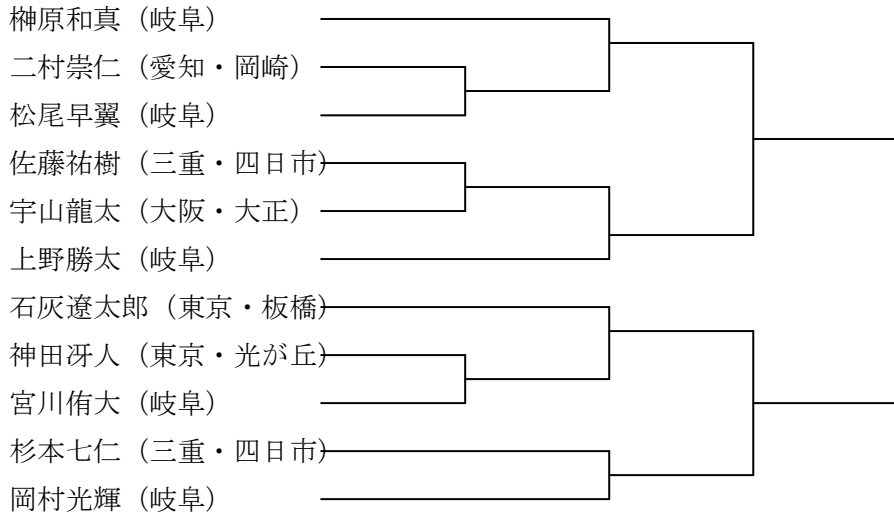 榊原和真（岐阜）
二村崇仁（愛知・岡崎）
松尾早翼（岐阜）
佐藤祐樹（三重・四日市）
宇山龍太（大阪・大正）
上野勝太（岐阜）
石灰遼太郎（東京・板橋）
神田冴人（東京・光が丘）
宮川侑大（岐阜）
杉本七仁（三重・四日市）
岡村光輝（岐阜）